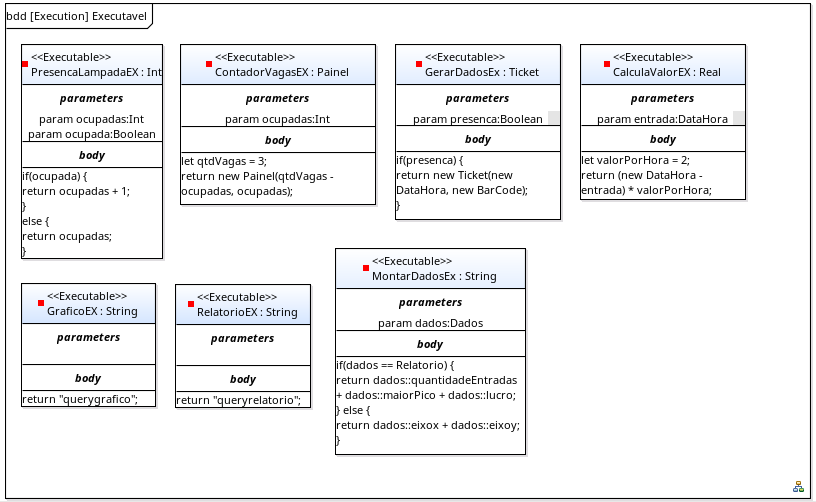 bdd [Execution] Executavel
<<Executable>>
PresencaLampadaEX : Int
parameters
param ocupadas:Int
param ocupada:Boolean
body
if(ocupada) {
return ocupadas + 1;
}
else {
return ocupadas;
}
<<Executable>>
ContadorVagasEX : Painel
parameters
param ocupadas:Int
body
let qtdVagas = 3;
return new Painel(qtdVagas -
ocupadas, ocupadas);
<<Executable>>
GerarDadosEx : Ticket
parameters
param presenca:Boolean
body
if(presenca) {
return new Ticket(new
DataHora, new BarCode);
}
<<Executable>>
CalculaValorEX : Real
parameters
param entrada:DataHora
body
let valorPorHora = 2;
return (new DataHora -
entrada) * valorPorHora;
<<Executable>>
GraficoEX : String
parameters
body
return "querygrafico";
<<Executable>>
RelatorioEX : String
parameters
body
return "queryrelatorio";
<<Executable>>
MontarDadosEx : String
parameters
param dados:Dados
body
if(dados == Relatorio) {
return dados::quantidadeEntradas
+ dados::maiorPico + dados::lucro;
} else {
return dados::eixox + dados::eixoy;
}